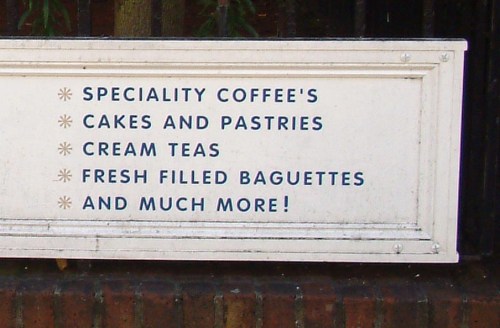 * SPECIALITY COFFEE'S
* CAKES AND PASTRIES
* CREAM TEAS
* FRESH FILLED BAGUETTES
* AND MUCH MORE!